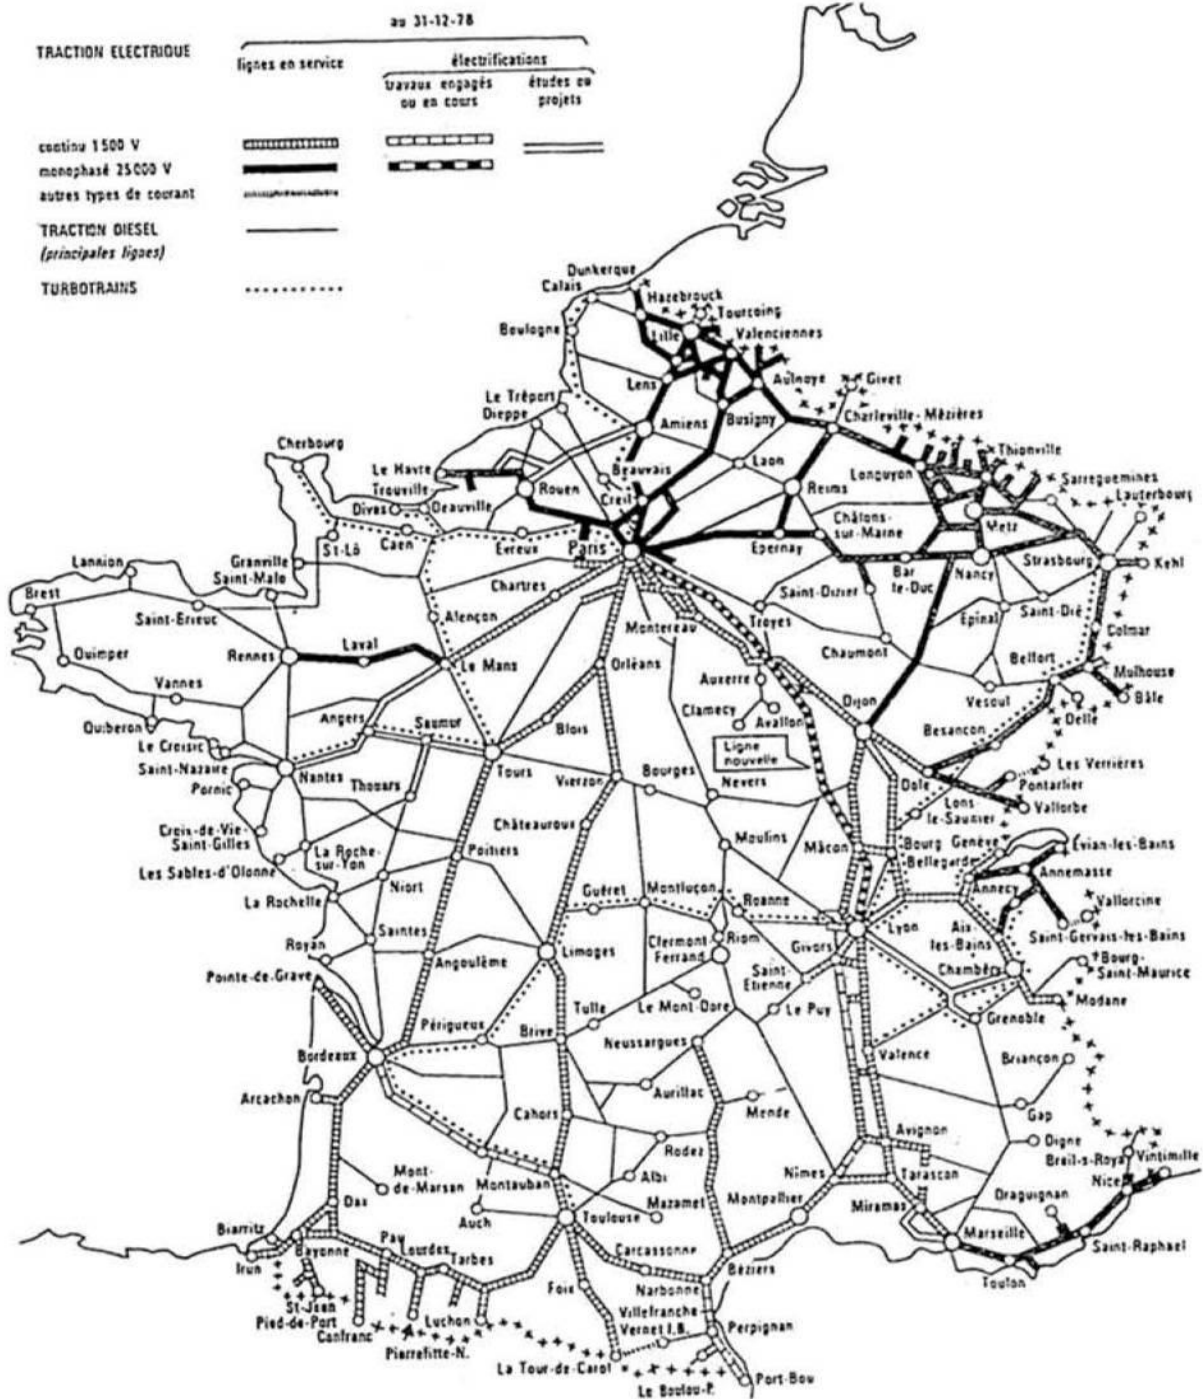 au 31-12-78
TRACTION ELECTRIQUE
lignes en service
électrifications
travaux engagés
ou en cours
études ou
projets
continu 1500 V
monophasé 25000 V
autres types de courant
TRACTION DIESEL
(principales lignes)
TURBOTRAINS
Dunkerque
Calais
Hazebrouck
Tourcoing
Boulogne
Lille
Valenciennes
Lens
Aulnoye
Givet
Le Tréport
Dieppe
Amiens
Busigny
Charleville-Mézières
Cherbourg
Laon
Thionville
Le Havre
Beauvais
Longuyon
Trouville
Rouen
Creil
Reims
Sarreguemines
Lauterbourg
Dives
Deauville
Metz
Caen
Évreux
Paris
Epernay
Châlons-
sur-Marne
St-Lô
Bar
le-Duc
Nancy
Strasbourg
Kehl
Lannion
Granville
Saint-Malo
Chartres
Saint-Dizier
Brest
Saint-Brieuc
Alençon
Montereau
Troyes
Epinal
Saint-Dié
Colmar
Quimper
Rennes
Laval
Le Mans
Orléans
Chaumont
Belfort
Mulhouse
Vannes
Auxerre
Vesoul
Bâle
Quiberon
Angers
Saumur
Blois
Clamecy
Avallon
Dijon
Besançon
Delle
Le Croisic
Saint-Nazaire
Nantes
Tours
Vierzon
Bourges
Ligne
nouvelle
Nevers
Dole
Les Verrières
Pontarlier
Pornic
Thouars
Lons-
le-Saunier
Vallorbe
Croix-de-Vie-
Saint-Gilles
Châteauroux
Moulins
Mâcon
Bourg
Genève
Bellegarde
Évian-les-Bains
La Roche-
sur-Yon
Poitiers
Annemasse
Les Sables-d'Olonne
Niort
Guéret
Montluçon
Roanne
Annecy
Vallorcine
La Rochelle
Saintes
Lyon
Aix-
les-Bains
Saint-Gervais-les-Bains
Royan
Limoges
Clermont-
Ferrand
Riom
Givors
Angoulême
Saint-
Etienne
Chambéry
Bourg-
Saint-Maurice
Pointe-de-Grave
Tulle
Le Mont-Dore
Le Puy
Modane
Périgueux
Brive
Neussargues
Grenoble
Bordeaux
Valence
Briançon
Arcachon
Aurillac
Mende
Gap
Cahors
Avignon
Digne
Rodez
Breil-s-Roya
Vintimille
Mont-
de-Marsan
Montauban
Albi
Nîmes
Tarascon
Nice
Dax
Mazamet
Montpellier
Miramas
Draguignan
Auch
Toulouse
Biarritz
Marseille
Saint-Raphael
Bayonne
Pau
Lourdes
Tarbes
Carcassonne
Béziers
Irun
Toulon
Foix
Narbonne
St-Jean
Pied-de-Port
Canfranc
Luchon
Villefranche
Vernet l.B.
Perpignan
Pierrefitte-N.
La Tour-de-Carol
Le Boulou-P.
Port-Bou